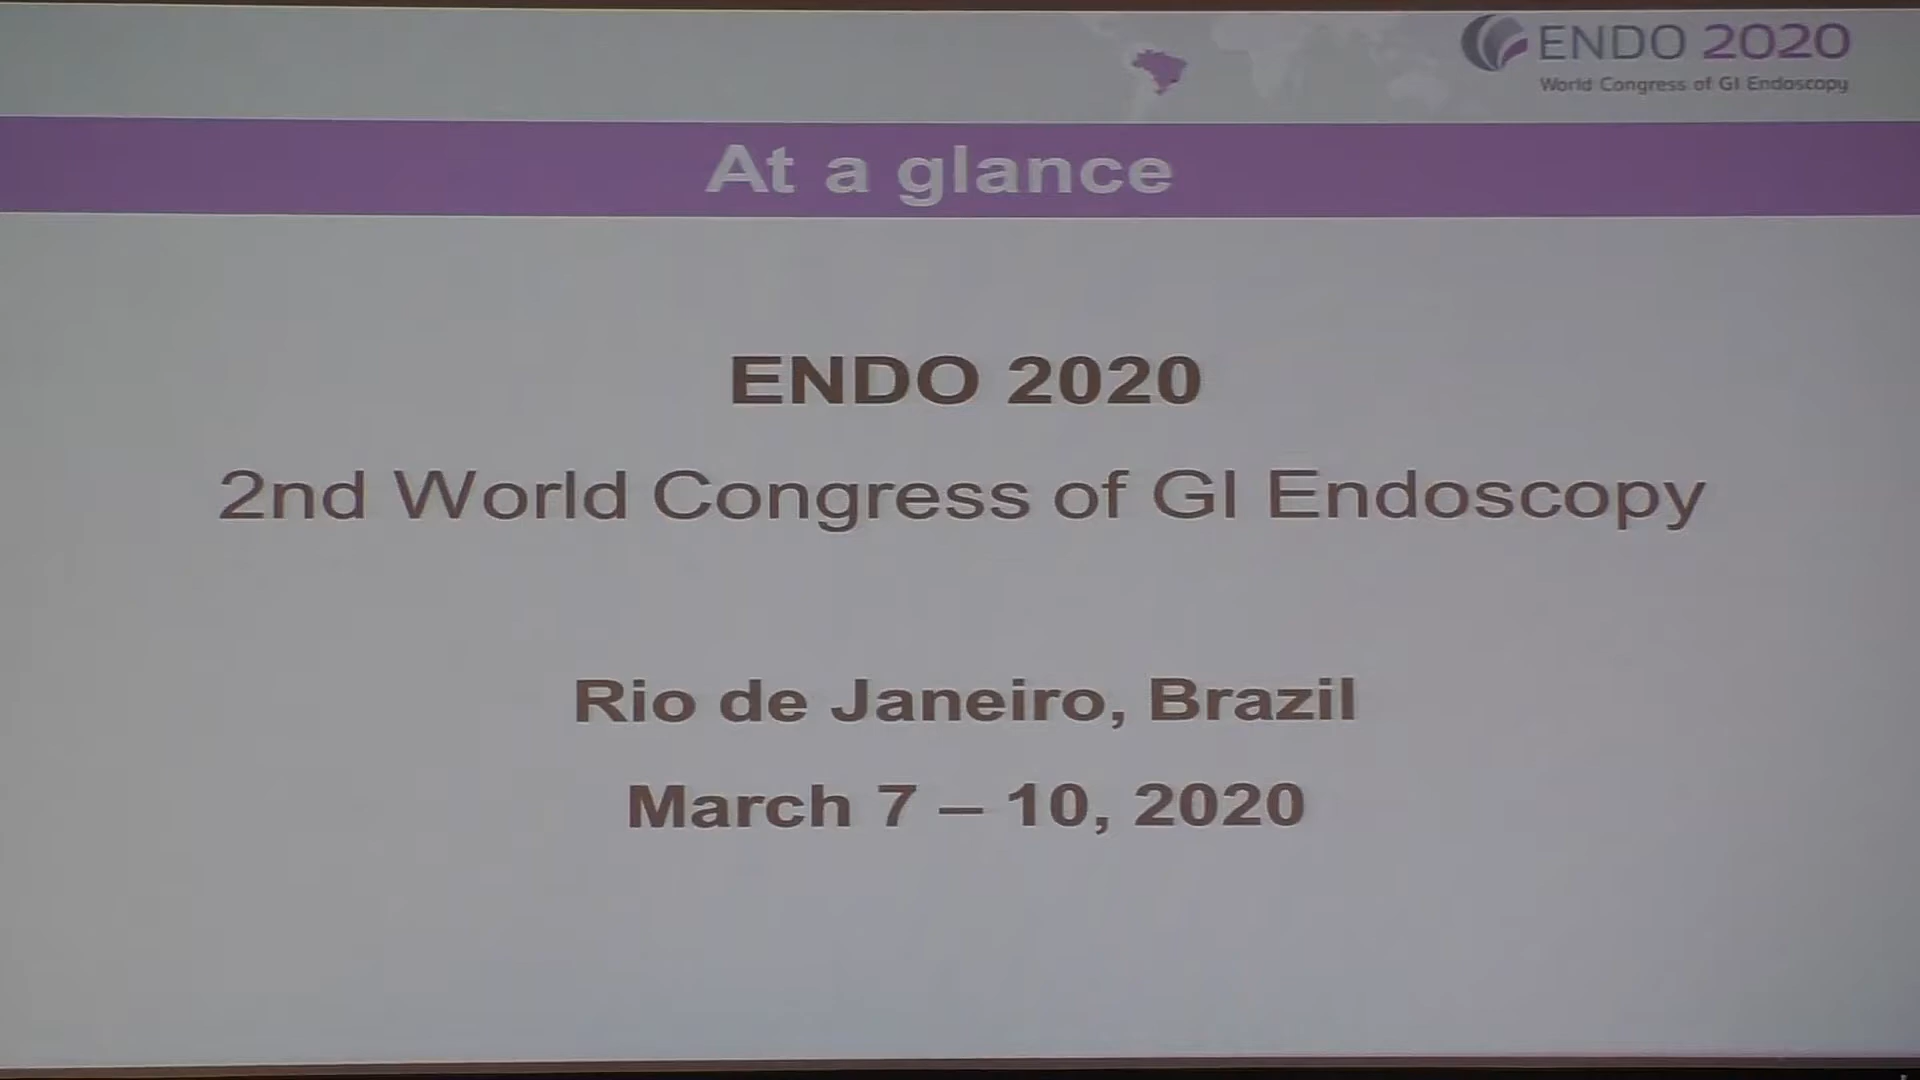 ENDO 2020
World Congress of GI Endoscopy
At a glance
ENDO 2020
2nd World Congress of GI Endoscopy
Rio de Janeiro, Brazil
March 7 – 10, 2020